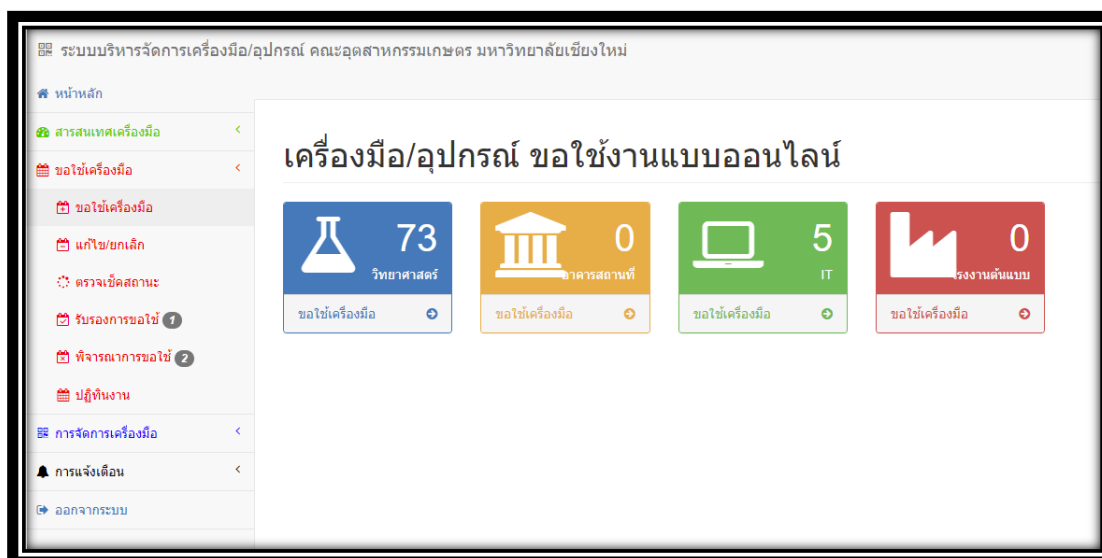 ระบบบริหารจัดการเครื่องมือ/อุปกรณ์ คณะอุตสาหกรรมเกษตร มหาวิทยาลัยเชียงใหม่
หน้าหลัก
สารสนเทศเครื่องมือ
ขอใช้เครื่องมือ
ขอใช้เครื่องมือ
แก้ไข/ยกเลิก
ตรวจเช็คสถานะ
รับรองการขอใช้ 1
พิจารณาการขอใช้ 2
ปฏิทินงาน
การจัดการเครื่องมือ
การแจ้งเตือน
ออกจากระบบ
เครื่องมือ/อุปกรณ์ ขอใช้งานแบบออนไลน์
73
วิทยาศาสตร์
ขอใช้เครื่องมือ
0
อาคารสถานที่
ขอใช้เครื่องมือ
5
IT
ขอใช้เครื่องมือ
0
โรงงานต้นแบบ
ขอใช้เครื่องมือ